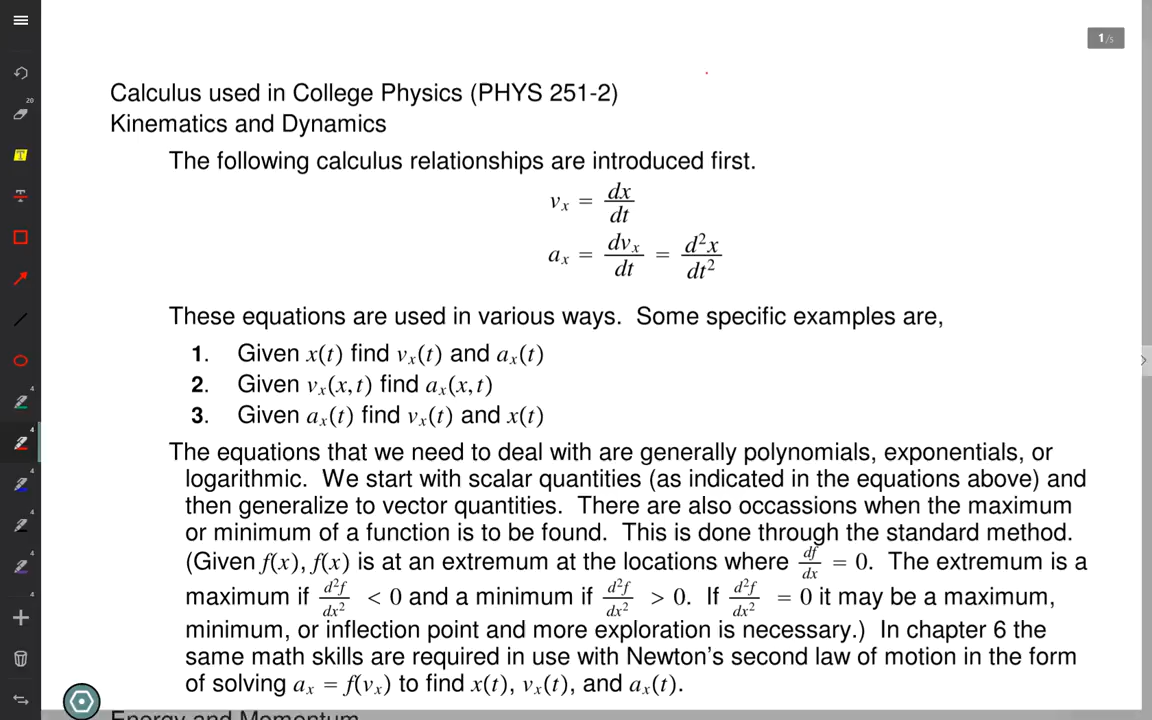 1/5
Calculus used in College Physics (PHYS 251-2)
Kinematics and Dynamics
The following calculus relationships are introduced first.
vₓ = dx/dt
aₓ = dvₓ/dt = d²x/dt²
These equations are used in various ways. Some specific examples are,
1. Given x(t) find vₓ(t) and aₓ(t)
2. Given vₓ(x,t) find aₓ(x,t)
3. Given aₓ(t) find vₓ(t) and x(t)
The equations that we need to deal with are generally polynomials, exponentials, or
logarithmic. We start with scalar quantities (as indicated in the equations above) and
then generalize to vector quantities. There are also occassions when the maximum
or minimum of a function is to be found. This is done through the standard method.
(Given f(x), f(x) is at an extremum at the locations where df/dx = 0. The extremum is a
maximum if d²f/dx² < 0 and a minimum if d²f/dx² > 0. If d²f/dx² = 0 it may be a maximum,
minimum, or inflection point and more exploration is necessary.) In chapter 6 the
same math skills are required in use with Newton's second law of motion in the form
of solving aₓ = f(vₓ) to find x(t), vₓ(t), and aₓ(t).
Energy and Momentum